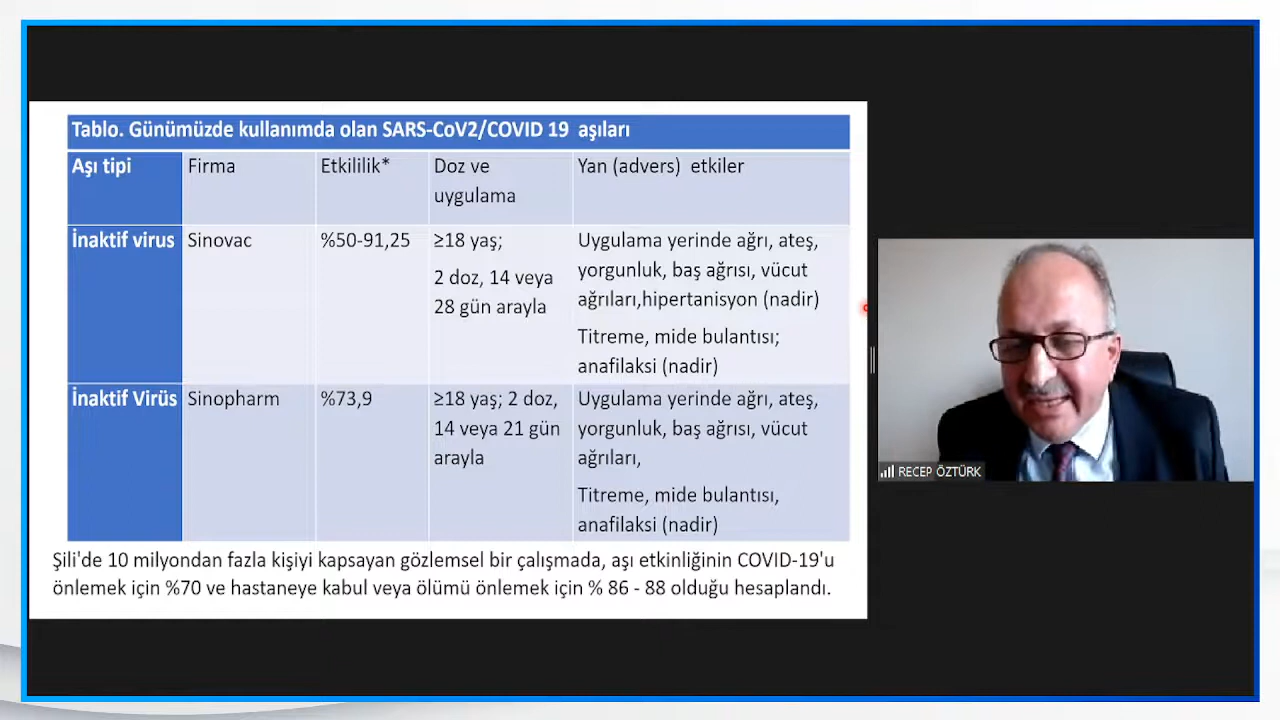 Tablo. Günümüzde kullanımda olan SARS-CoV2/COVID 19 aşıları
Aşı tipi
Firma
Etkililik*
Doz ve
uygulama
Yan (advers) etkiler
İnaktif virus
Sinovac
%50-91,25
≥18 yaş;
2 doz, 14 veya
28 gün arayla
Uygulama yerinde ağrı, ateş,
yorgunluk, baş ağrısı, vücut
ağrıları,hipertanisyon (nadir)
Titreme, mide bulantısı;
anafilaksi (nadir)
İnaktif Virüs
Sinopharm
%73,9
≥18 yaş; 2 doz,
14 veya 21 gün
arayla
Uygulama yerinde ağrı, ateş,
yorgunluk, baş ağrısı, vücut
ağrıları,
Titreme, mide bulantısı,
anafilaksi (nadir)
Şili'de 10 milyondan fazla kişiyi kapsayan gözlemsel bir çalışmada, aşı etkinliğinin COVID-19'u
önlemek için %70 ve hastaneye kabul veya ölümü önlemek için % 86 - 88 olduğu hesaplandı.
RECEP ÖZTÜRK